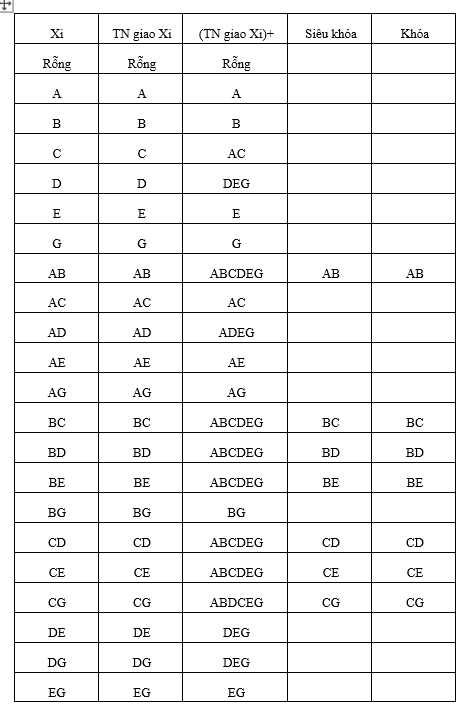 Xi TN giao Xi (TN giao Xi)+ Siêu khóa Khóa
Rỗng Rỗng Rỗng
A A A
B B B
C C AC
D D DEG
E E E
G G G
AB AB ABCDEG AB AB
AC AC AC
AD AD ADEG
AE AE AE
AG AG AG
BC BC ABCDEG BC BC
BD BD ABCDEG BD BD
BE BE ABCDEG BE BE
BG BG BG
CD CD ABCDEG CD CD
CE CE ABCDEG CE CE
CG CG ABDCEG CG CG
DE DE DEG
DG DG DEG
EG EG EG